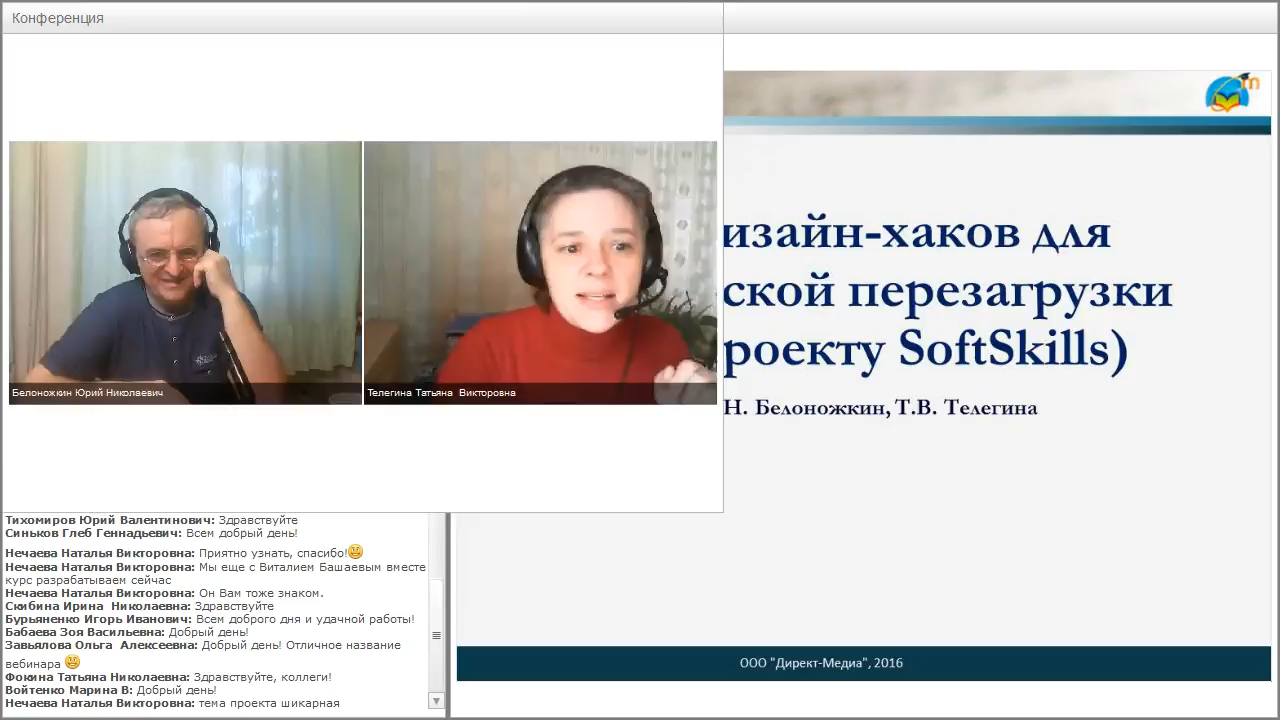 Конференция
Белоножкин Юрий Николаевич
Телегина Татьяна Викторовна
изайн-хаков для
ской перезагрузки
роекту SoftSkills)
Н. Белоножкин, Т.В. Телегина
ООО "Директ-Медиа", 2016
Тихомиров Юрий Валентинович: Здравствуйте
Синьков Глеб Геннадьевич: Всем добрый день!
Нечаева Наталья Викторовна: Приятно узнать, спасибо!
Нечаева Наталья Викторовна: Мы еще с Виталием Башаевым вместе
курс разрабатываем сейчас
Нечаева Наталья Викторовна: Он Вам тоже знаком.
Скибина Ирина Николаевна: Здравствуйте
Бурьяненко Игорь Иванович: Всем доброго дня и удачной работы!
Бабаева Зоя Васильевна: Добрый день!
Завьялова Ольга Алексеевна: Добрый день! Отличное название
вебинара
Фокина Татьяна Николаевна: Здравствуйте, коллеги!
Войтенко Марина В: Добрый день!
Нечаева Наталья Викторовна: тема проекта шикарная